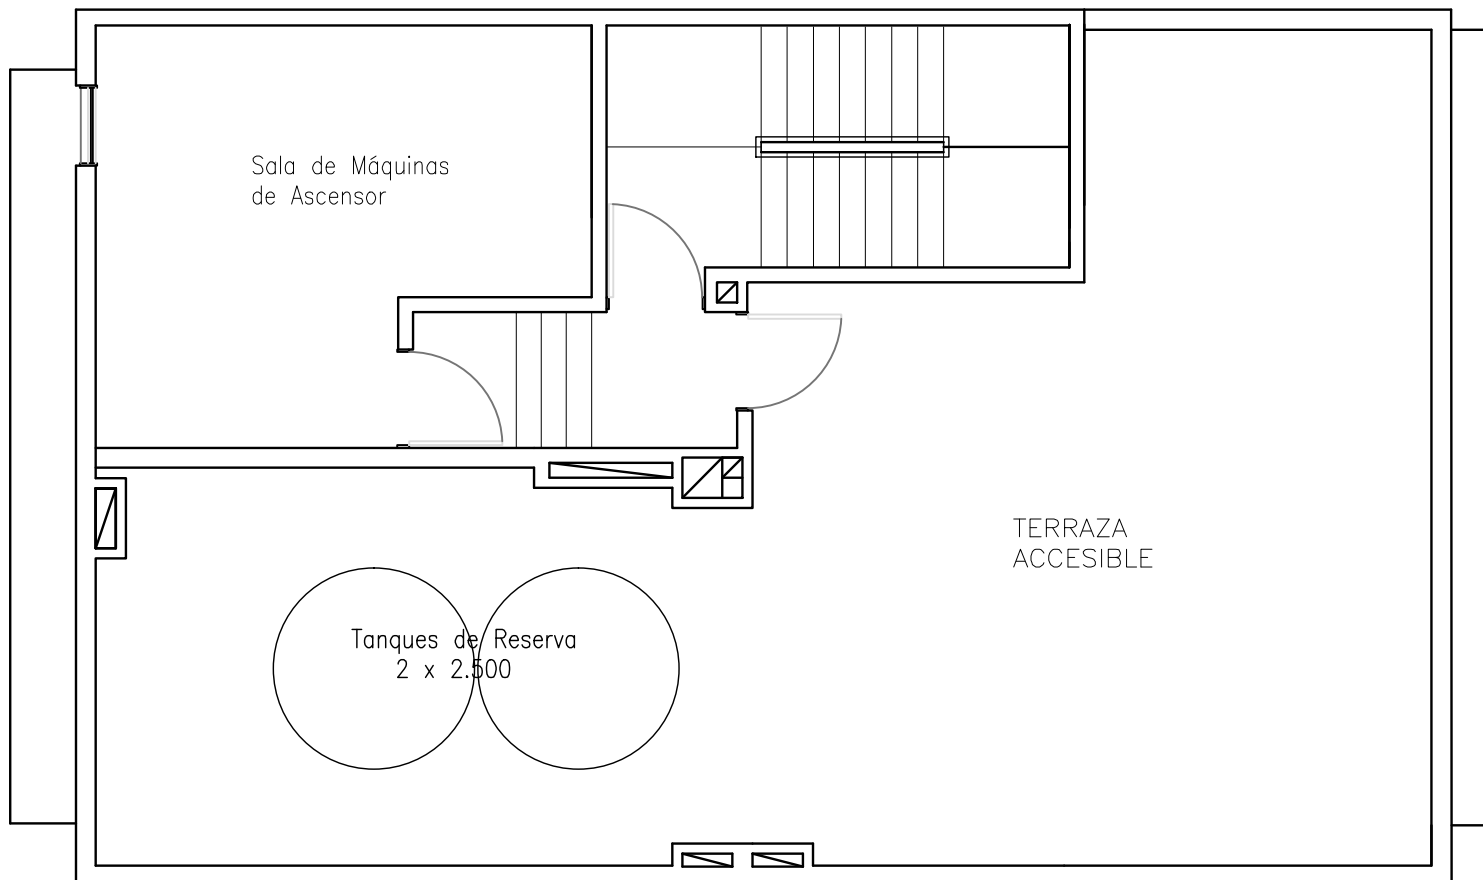 Sala de Máquinas
de Ascensor
TERRAZA
ACCESIBLE
Tanques de Reserva
2 x 2.500